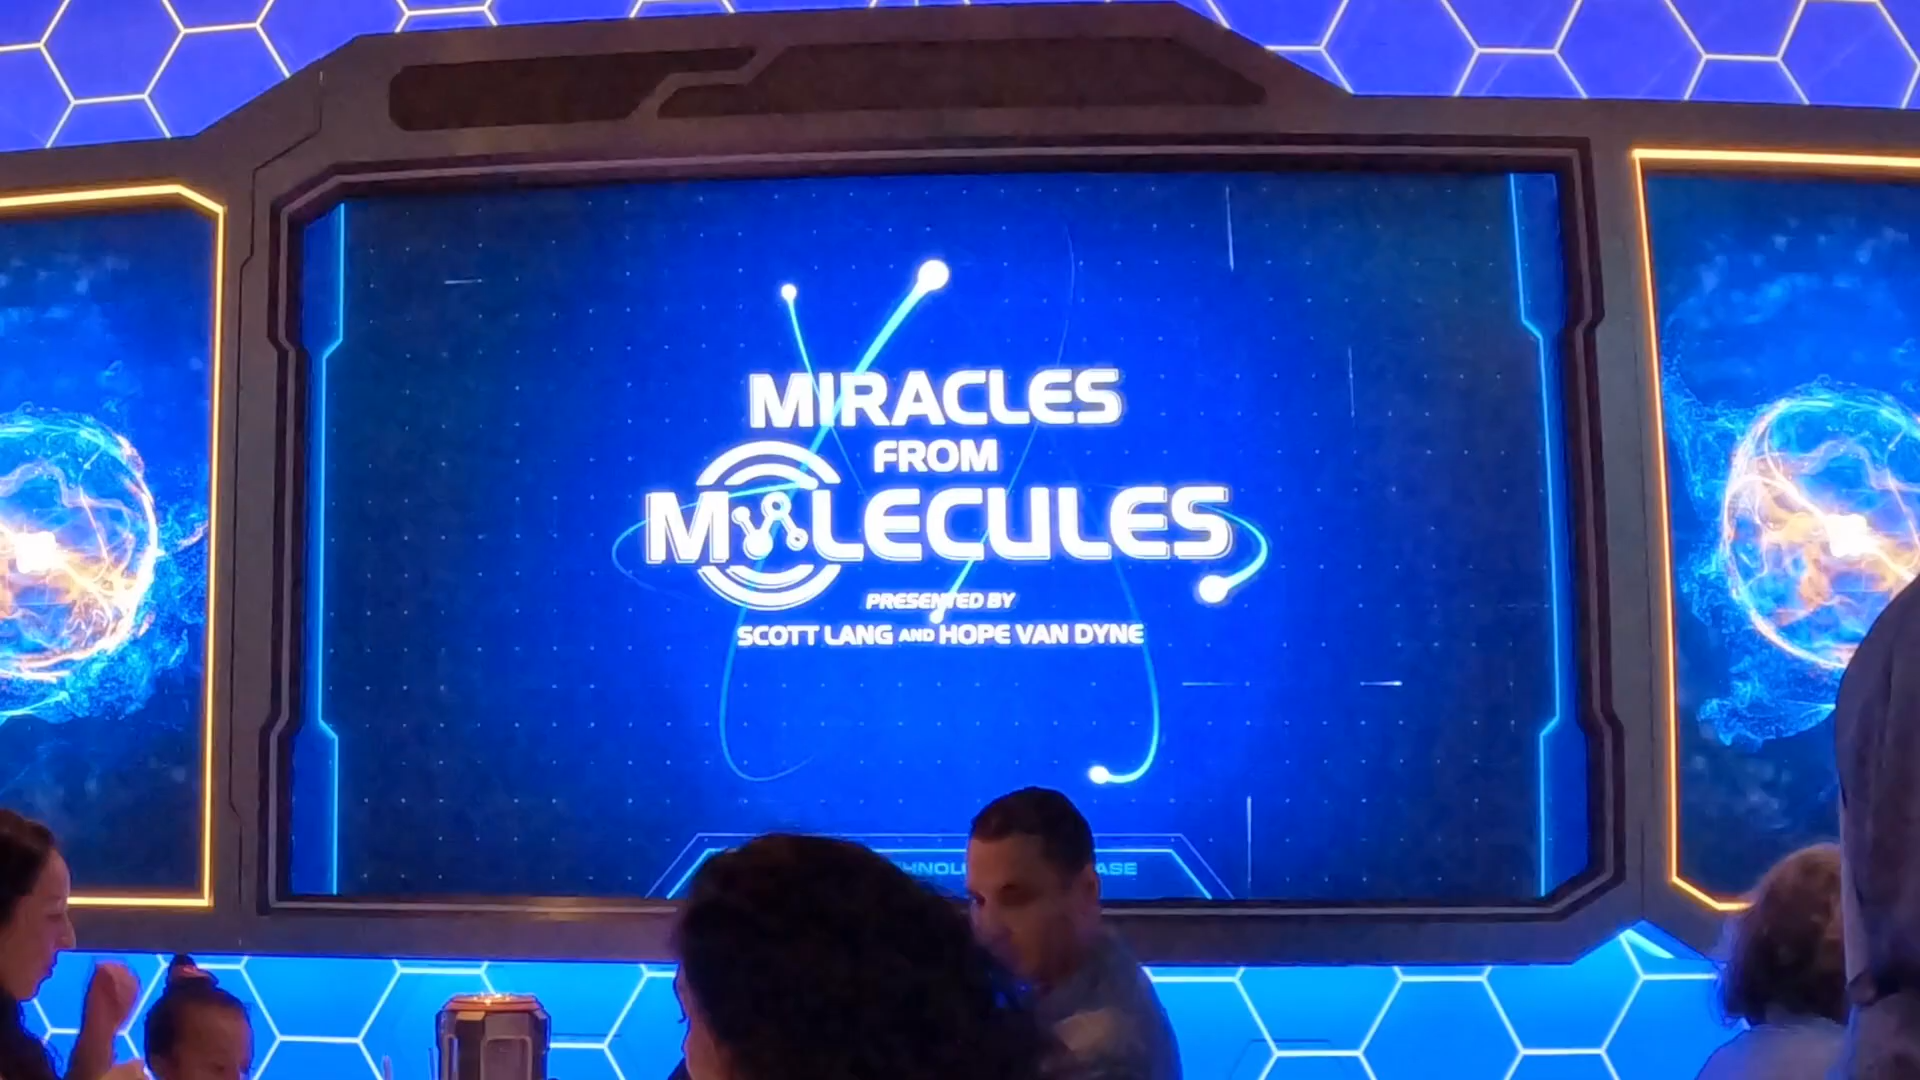 MIRACLES
FROM
MOLECULES
PRESENTED BY
SCOTT LANG AND HOPE VAN DYNE